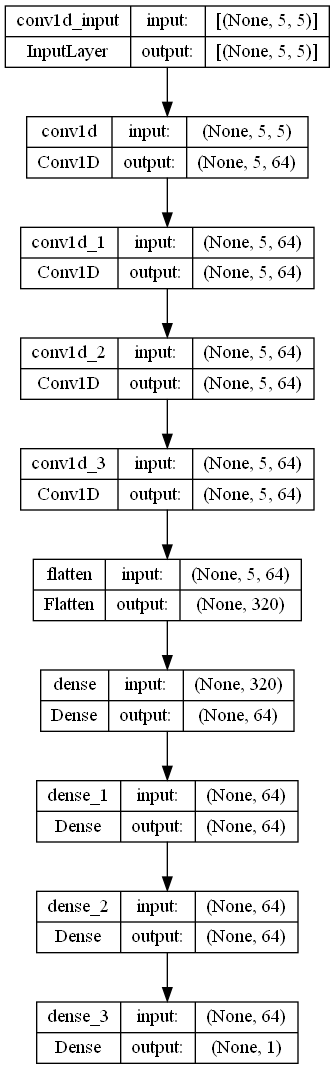 conv1d_input input: [(None, 5, 5)]
InputLayer output: [(None, 5, 5)]
conv1d input: (None, 5, 5)
Conv1D output: (None, 5, 64)
conv1d_1 input: (None, 5, 64)
Conv1D output: (None, 5, 64)
conv1d_2 input: (None, 5, 64)
Conv1D output: (None, 5, 64)
conv1d_3 input: (None, 5, 64)
Conv1D output: (None, 5, 64)
flatten input: (None, 5, 64)
Flatten output: (None, 320)
dense input: (None, 320)
Dense output: (None, 64)
dense_1 input: (None, 64)
Dense output: (None, 64)
dense_2 input: (None, 64)
Dense output: (None, 64)
dense_3 input: (None, 64)
Dense output: (None, 1)